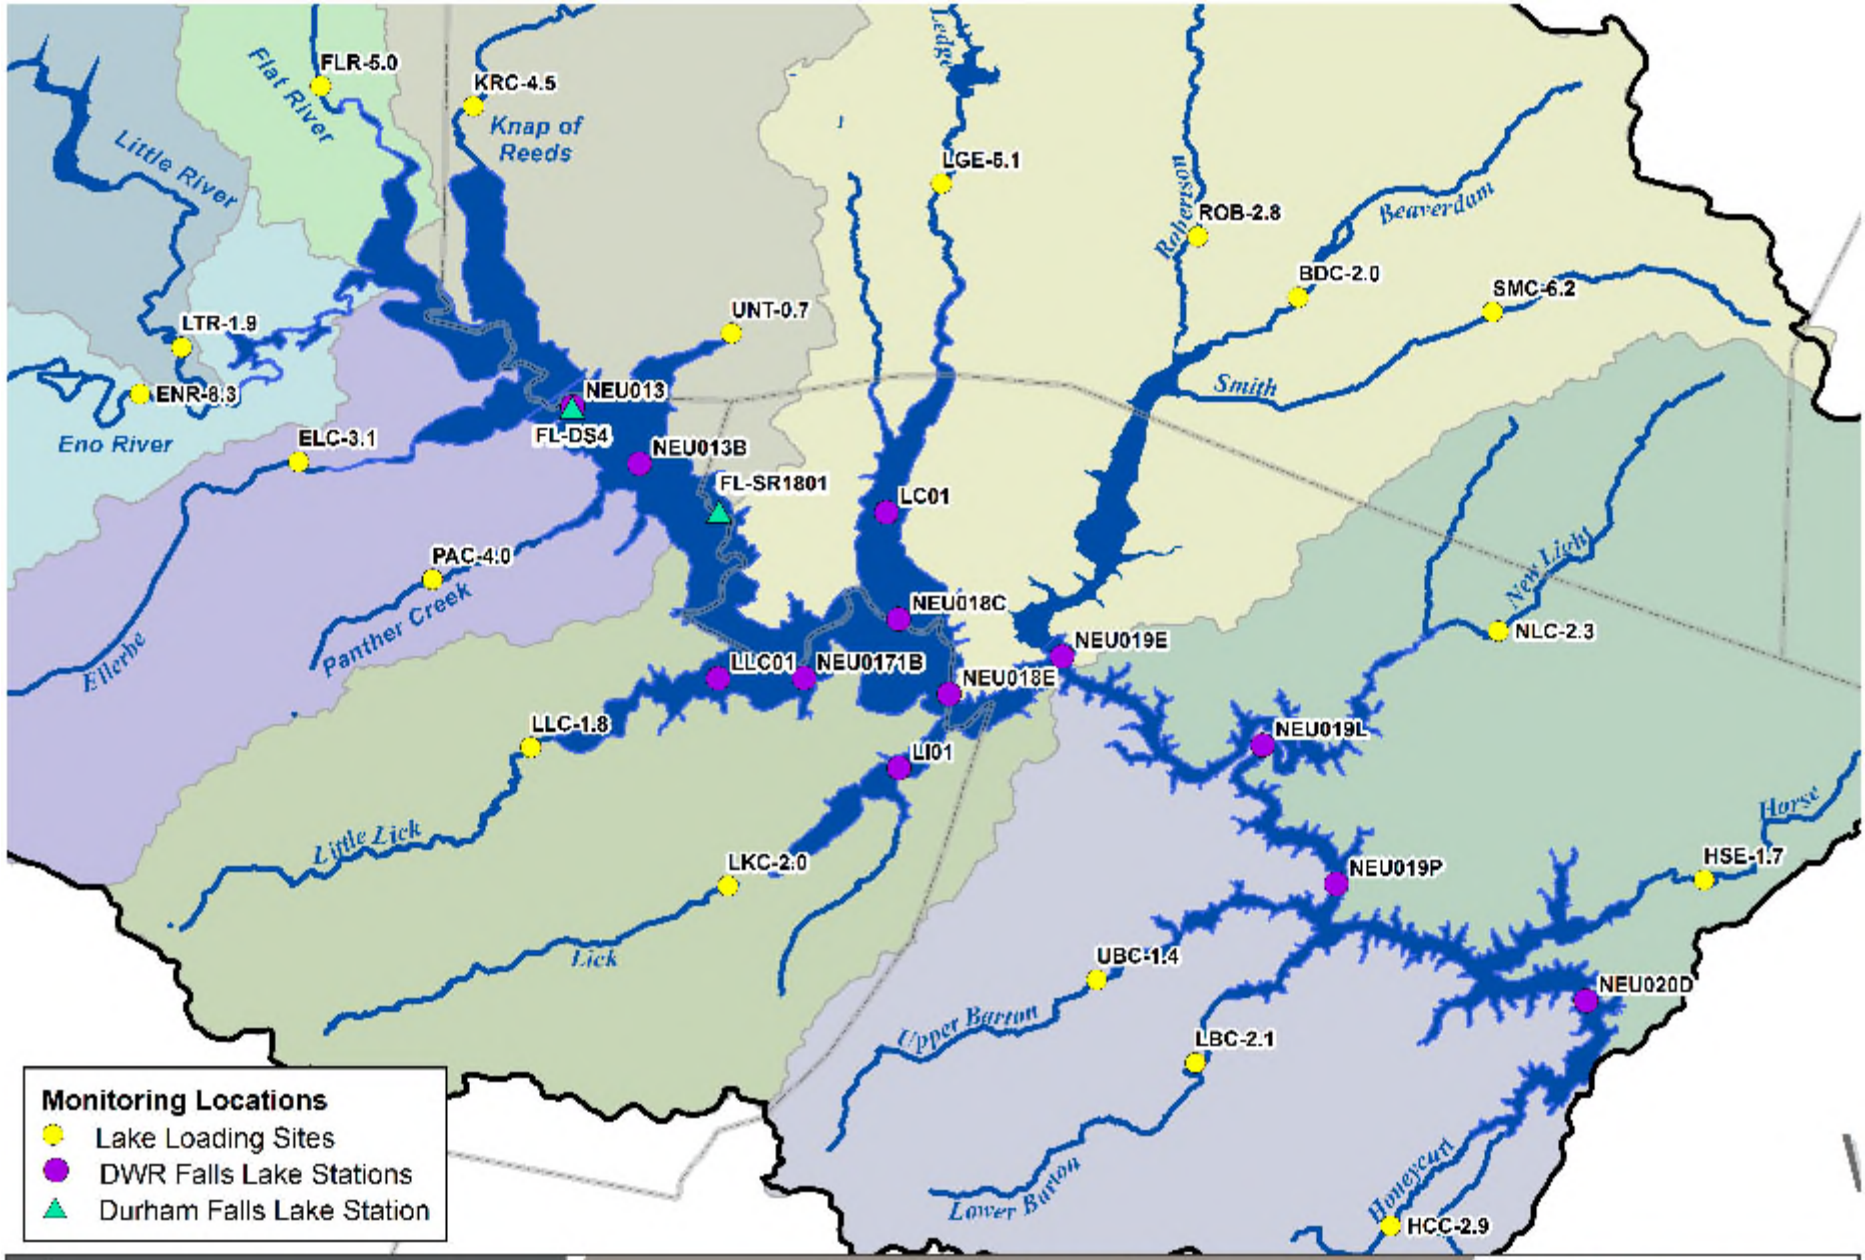 FLR-5.0
Flat River
KRC-4.5
Knap of
Reeds
Ledge
Little River
LGE-5.1
Robertson
ROB-2.8
Beaverdam
BDC-2.0
SMC-6.2
LTR-1.9
UNT-0.7
ENR-8.3
NEU013
Smith
Eno River
ELC-3.1
FL-DS4
NEU013B
FL-SR1801
LC01
PAC-4.0
New Light
Panther Creek
NEU018C
NLC-2.3
Ellerbe
NEU019E
LLC01
NEU0171B
NEU018E
LLC-1.8
NEU019L
LI01
Horse
Little Lick
LKC-2.0
NEU019P
HSE-1.7
Lick
UBC-1.4
NEU020D
Upper Barton
LBC-2.1
Lower Barton
Honeycutt
HCC-2.9
Monitoring Locations
Lake Loading Sites
DWR Falls Lake Stations
Durham Falls Lake Station